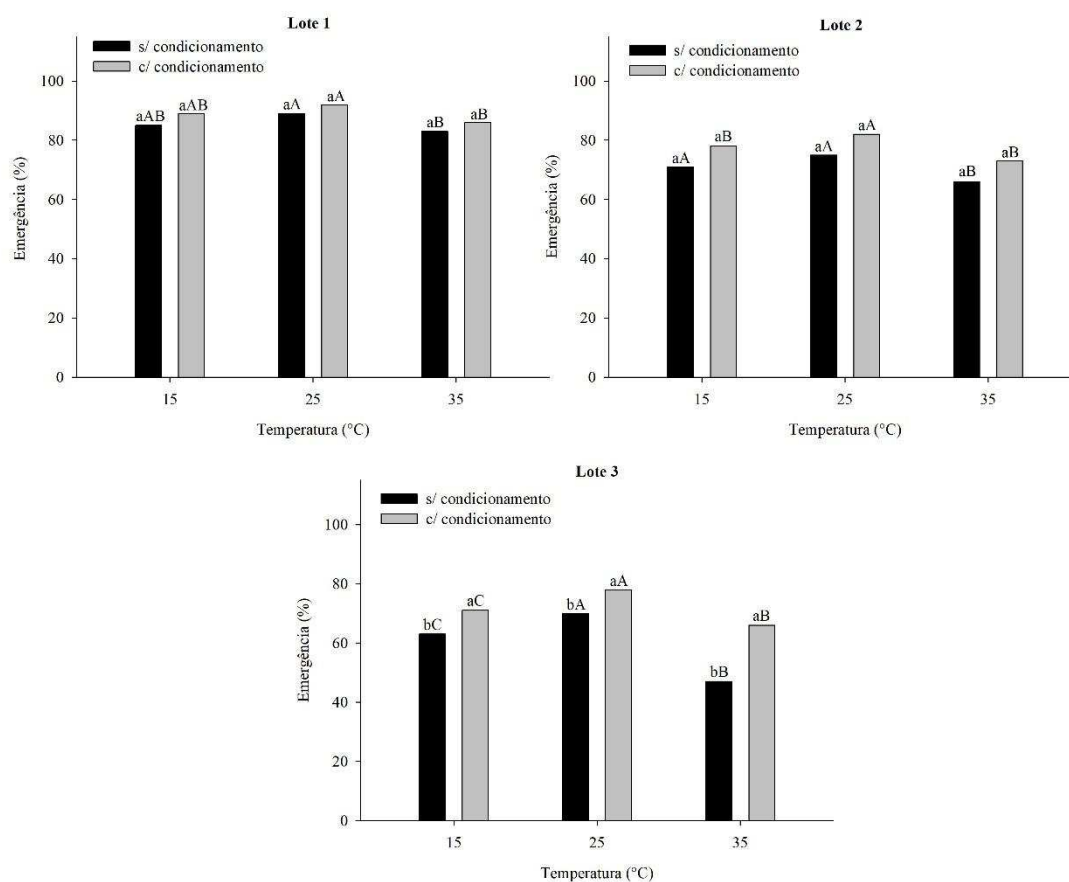 Lote 1
s/ condicionamento
c/ condicionamento
Emergência (%)
100
80
60
40
20
0
aAB aAB aA aA aB aB
15 25 35
Temperatura (°C)
Lote 2
s/ condicionamento
c/ condicionamento
Emergência (%)
100
80
60
40
20
0
aA aB aA aA aB aB
15 25 35
Temperatura (°C)
Lote 3
s/ condicionamento
c/ condicionamento
Emergência (%)
100
80
60
40
20
0
bC aC bA aA bB aB
15 25 35
Temperatura (°C)